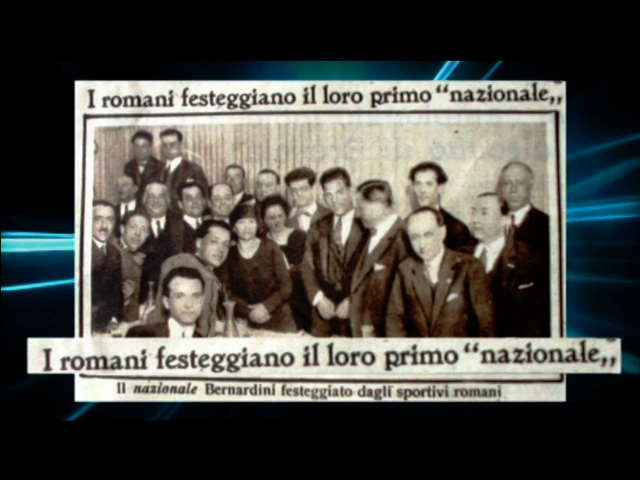 I romani festeggiano il loro primo “nazionale„
I romani festeggiano il loro primo “nazionale„
Il nazionale Bernardini festeggiato dagli sportivi romani